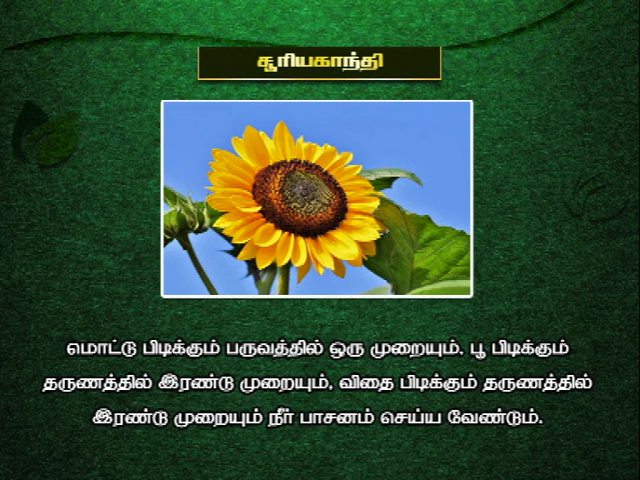 சூரியகாந்தி
மொட்டு பிடிக்கும் பருவத்தில் ஒரு முறையும், பூ பிடிக்கும்
தருணத்தில் இரண்டு முறையும், விதை பிடிக்கும் தருணத்தில்
இரண்டு முறையும் நீர் பாசனம் செய்ய வேண்டும்.